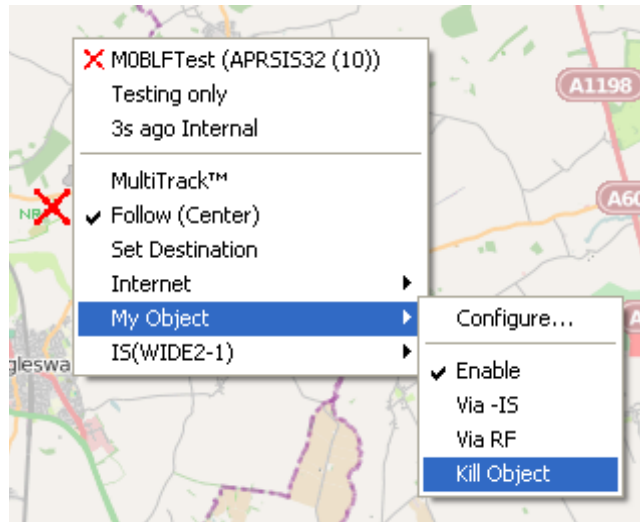 M0BLFTest (APRSIS32 (10))
Testing only
3s ago Internal
MultiTrack™
Follow (Center)
Set Destination
Internet
My Object
IS(WIDE2-1)
Configure...
Enable
Via -IS
Via RF
Kill Object
A1198
A60
NR
gleswa